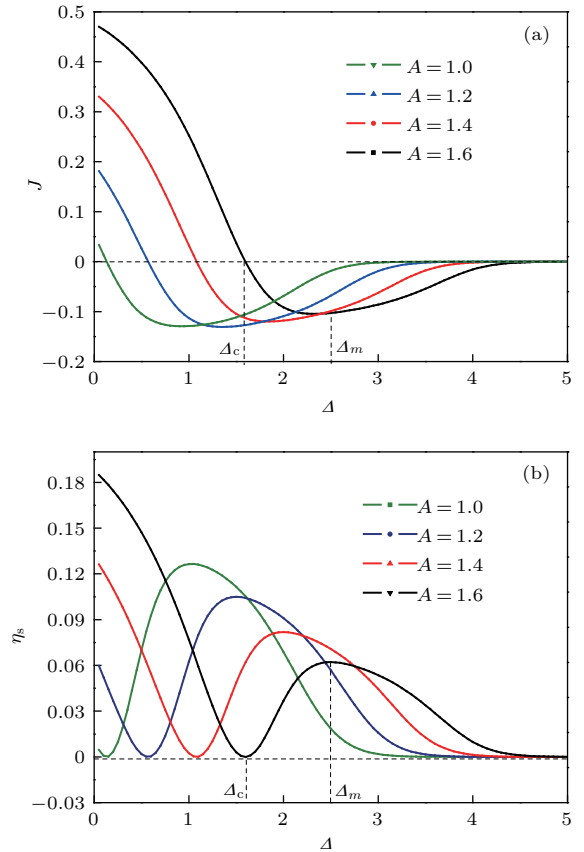 0.5
(a)
A = 1.0
0.4
A = 1.2
0.3
A = 1.4
0.2
A = 1.6
J
0.1
0
−0.1
Δc
Δm
−0.2
0 1 2 3 4 5
Δ
(b)
0.18
A = 1.0
0.15
A = 1.2
0.12
A = 1.4
0.09
A = 1.6
ηs
0.06
0.03
0
Δc
Δm
−0.03
0 1 2 3 4 5
Δ